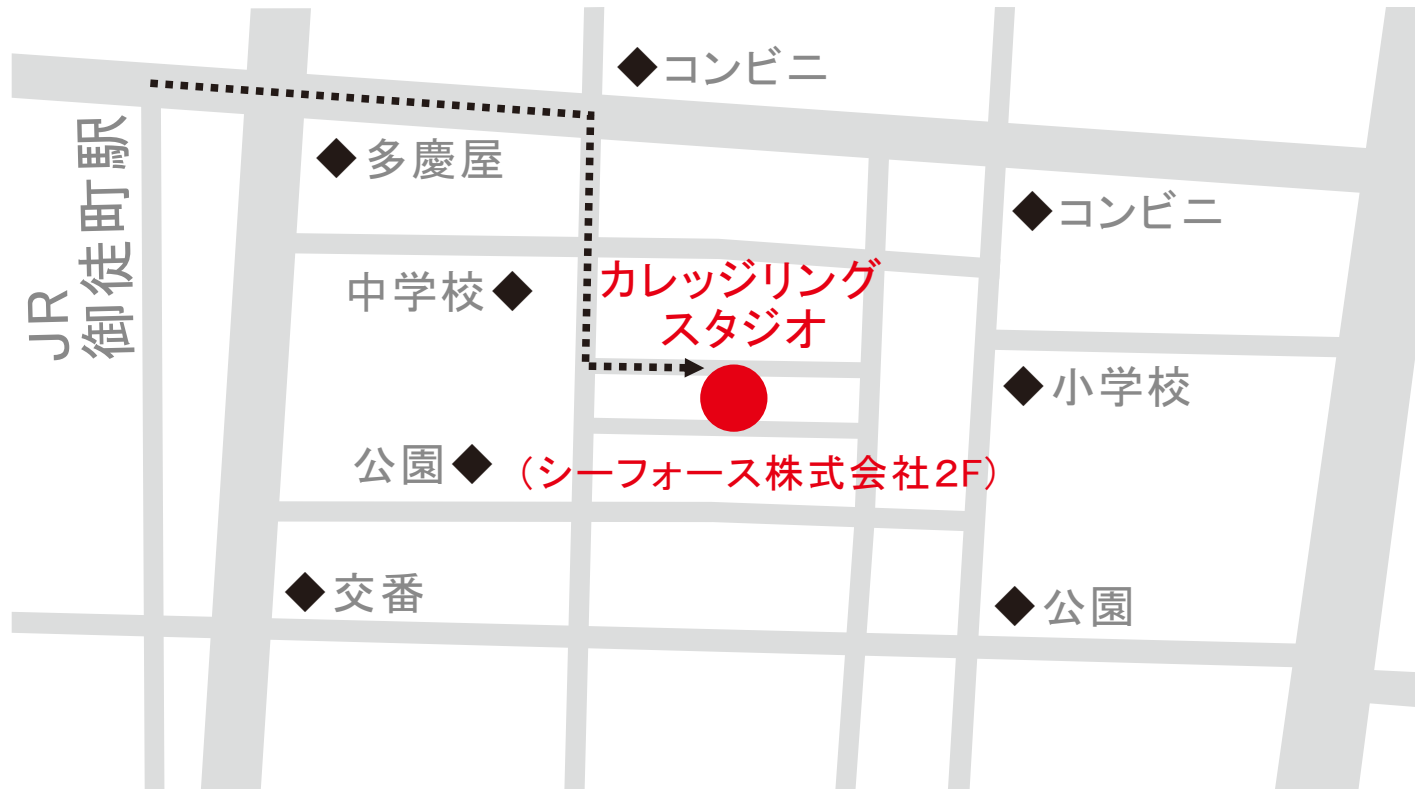 ◆コンビニ
JR
御徒町駅
◆多慶屋
◆コンビニ
中学校◆
カレッジリング
スタジオ
◆小学校
公園◆
（シーフォース株式会社2F）
◆交番
◆公園